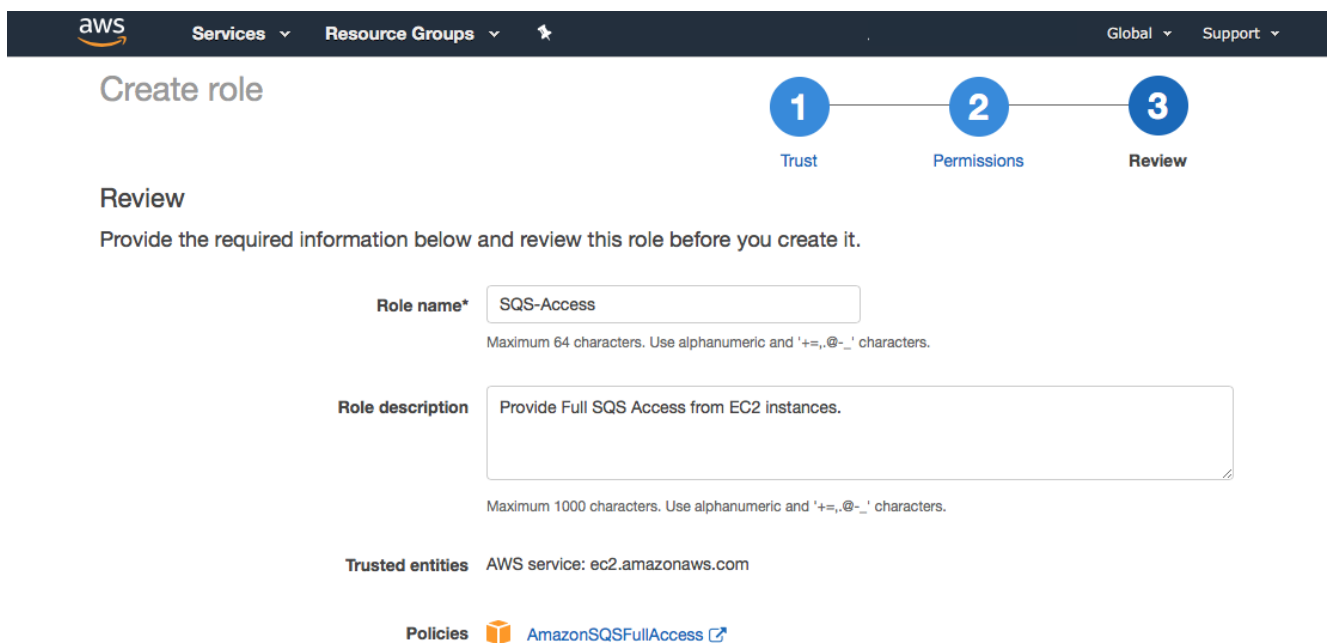 aws Services Resource Groups Global Support
Create role
1 2 3
Trust Permissions Review
Review
Provide the required information below and review this role before you create it.
Role name* SQS-Access
Maximum 64 characters. Use alphanumeric and '+=,.@-_' characters.
Role description Provide Full SQS Access from EC2 instances.
Maximum 1000 characters. Use alphanumeric and '+=,.@-_' characters.
Trusted entities AWS service: ec2.amazonaws.com
Policies AmazonSQSFullAccess